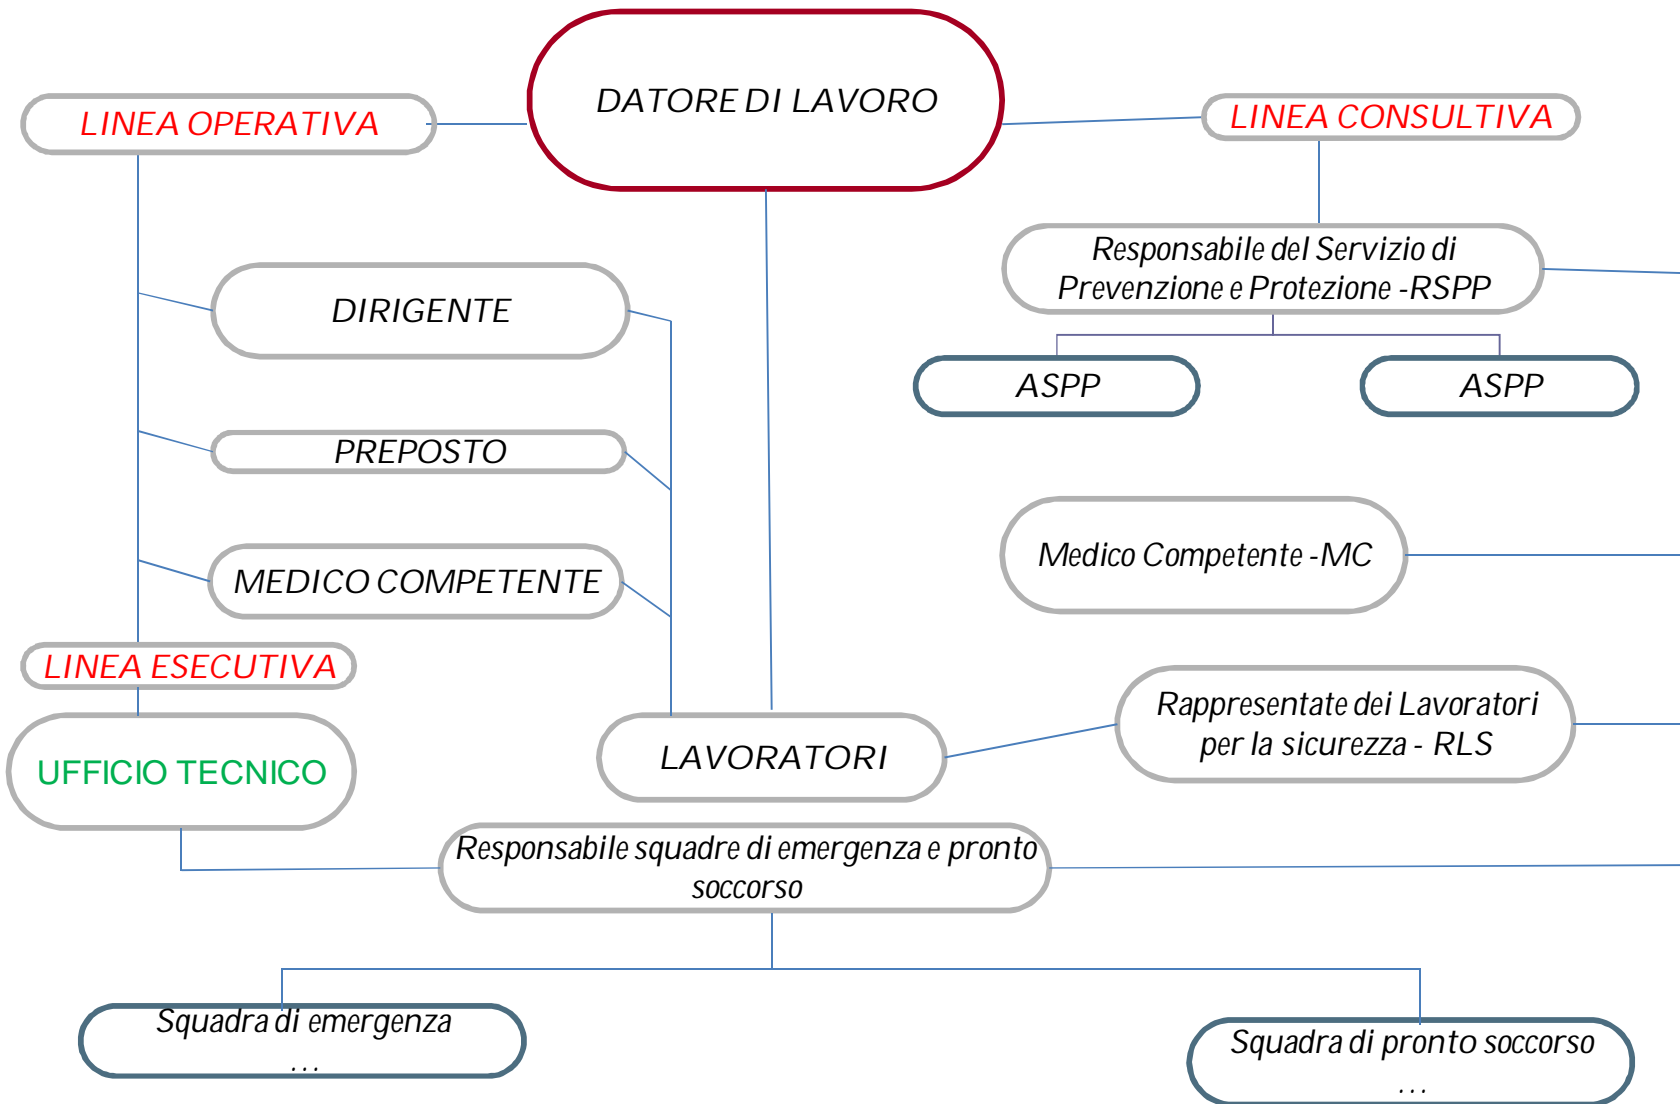 DATORE DI LAVORO
LINEA OPERATIVA
LINEA CONSULTIVA
Responsabile del Servizio di
Prevenzione e Protezione -RSPP
DIRIGENTE
ASPP
ASPP
PREPOSTO
Medico Competente -MC
MEDICO COMPETENTE
LINEA ESECUTIVA
Rappresentate dei Lavoratori
per la sicurezza - RLS
LAVORATORI
UFFICIO TECNICO
Responsabile squadre di emergenza e pronto
soccorso
Squadra di emergenza
...
Squadra di pronto soccorso
...